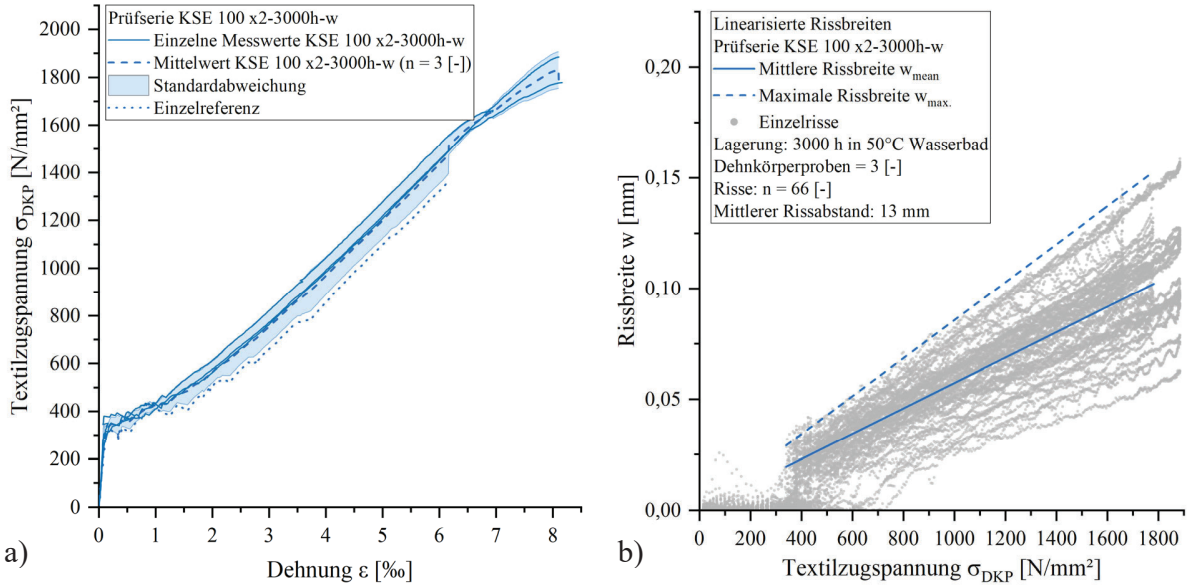 Prüfserie KSE 100 x2-3000h-w
Einzelne Messwerte KSE 100 x2-3000h-w
Mittelwert KSE 100 x2-3000h-w (n = 3 [-])
Standardabweichung
Einzelreferenz
Textilzugspannung σDKP [N/mm²]
2000
1800
1600
1400
1200
1000
800
600
400
200
0
0 1 2 3 4 5 6 7 8
Dehnung ε [‰]
a)
Linearisierte Rissbreiten
Prüfserie KSE 100 x2-3000h-w
Mittlere Rissbreite wmean
Maximale Rissbreite wmax.
Einzelrisse
Lagerung: 3000 h in 50°C Wasserbad
Dehnkörperproben = 3 [-]
Risse: n = 66 [-]
Mittlerer Rissabstand: 13 mm
Rissbreite w [mm]
0,20
0,15
0,10
0,05
0,00
0 200 400 600 800 1000 1200 1400 1600 1800
Textilzugspannung σDKP [N/mm²]
b)